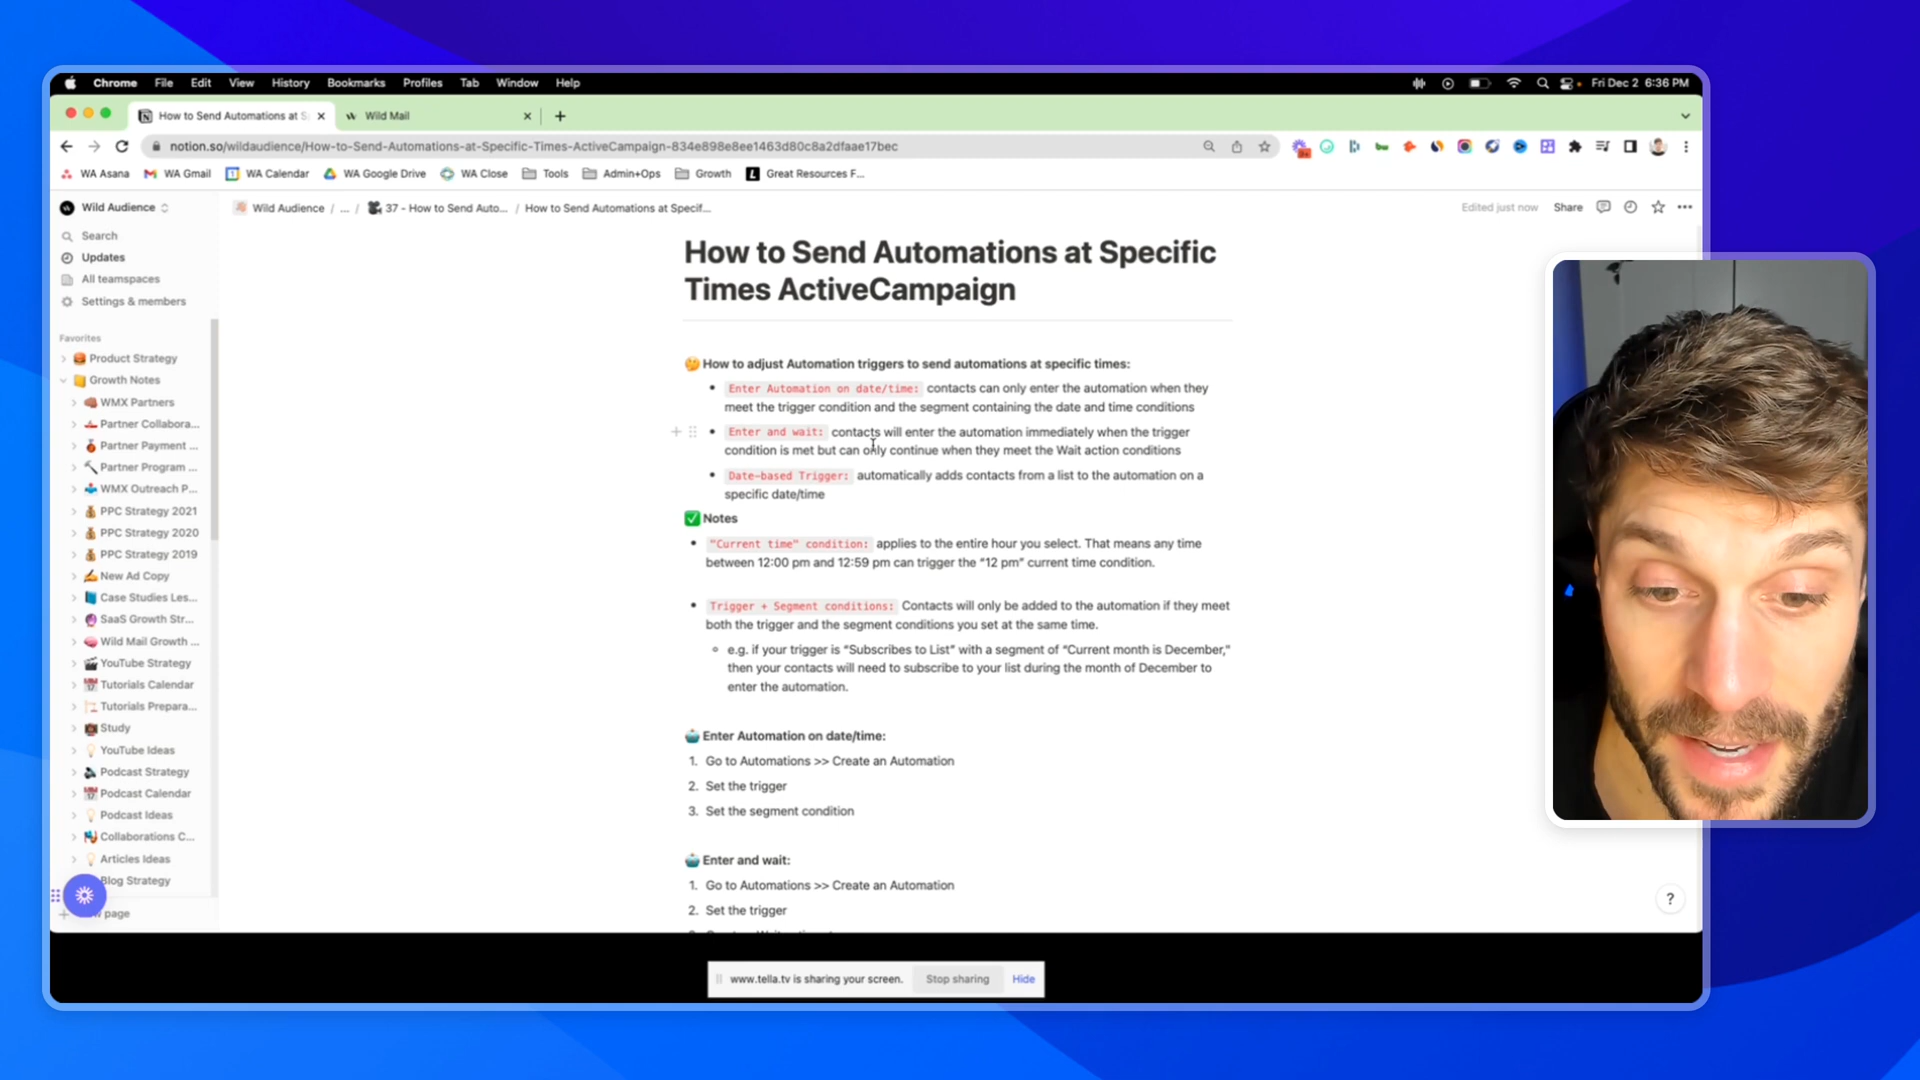 Chrome File Edit View History Bookmarks Profiles Tab Window Help
Fri Dec 2 6:36 PM
How to Send Automations at S
Wild Mail
notion.so/wildaudience/How-to-Send-Automations-at-Specific-Times-ActiveCampaign-834e898e8ee1463d80c8a2dfaae17bec
WA Asana WA Gmail WA Calendar WA Google Drive WA Close Tools Admin+Ops Growth Great Resources F...
Wild Audience
Wild Audience / ... / 37 - How to Send Auto... / How to Send Automations at Specif...
Edited just now Share
Search
Updates
All teamspaces
Settings & members
Favorites
Product Strategy
Growth Notes
WMX Partners
Partner Collabora...
Partner Payment ...
Partner Program ...
WMX Outreach P...
PPC Strategy 2021
PPC Strategy 2020
PPC Strategy 2019
New Ad Copy
Case Studies Les...
SaaS Growth Str...
Wild Mail Growth ...
YouTube Strategy
Tutorials Calendar
Tutorials Prepara...
Study
YouTube Ideas
Podcast Strategy
Podcast Calendar
Podcast Ideas
Collaborations C...
Articles Ideas
Blog Strategy
page
How to Send Automations at Specific
Times ActiveCampaign
🤔 How to adjust Automation triggers to send automations at specific times:
• Enter Automation on date/time: contacts can only enter the automation when they
meet the trigger condition and the segment containing the date and time conditions
• Enter and wait: contacts will enter the automation immediately when the trigger
condition is met but can only continue when they meet the Wait action conditions
• Date-based Trigger: automatically adds contacts from a list to the automation on a
specific date/time
✅ Notes
• "Current time" condition: applies to the entire hour you select. That means any time
between 12:00 pm and 12:59 pm can trigger the "12 pm" current time condition.
• Trigger + Segment conditions: Contacts will only be added to the automation if they meet
both the trigger and the segment conditions you set at the same time.
◦ e.g. if your trigger is "Subscribes to List" with a segment of "Current month is December,"
then your contacts will need to subscribe to your list during the month of December to
enter the automation.
Enter Automation on date/time:
1. Go to Automations >> Create an Automation
2. Set the trigger
3. Set the segment condition
Enter and wait:
1. Go to Automations >> Create an Automation
2. Set the trigger
?
www.tella.tv is sharing your screen. Stop sharing Hide